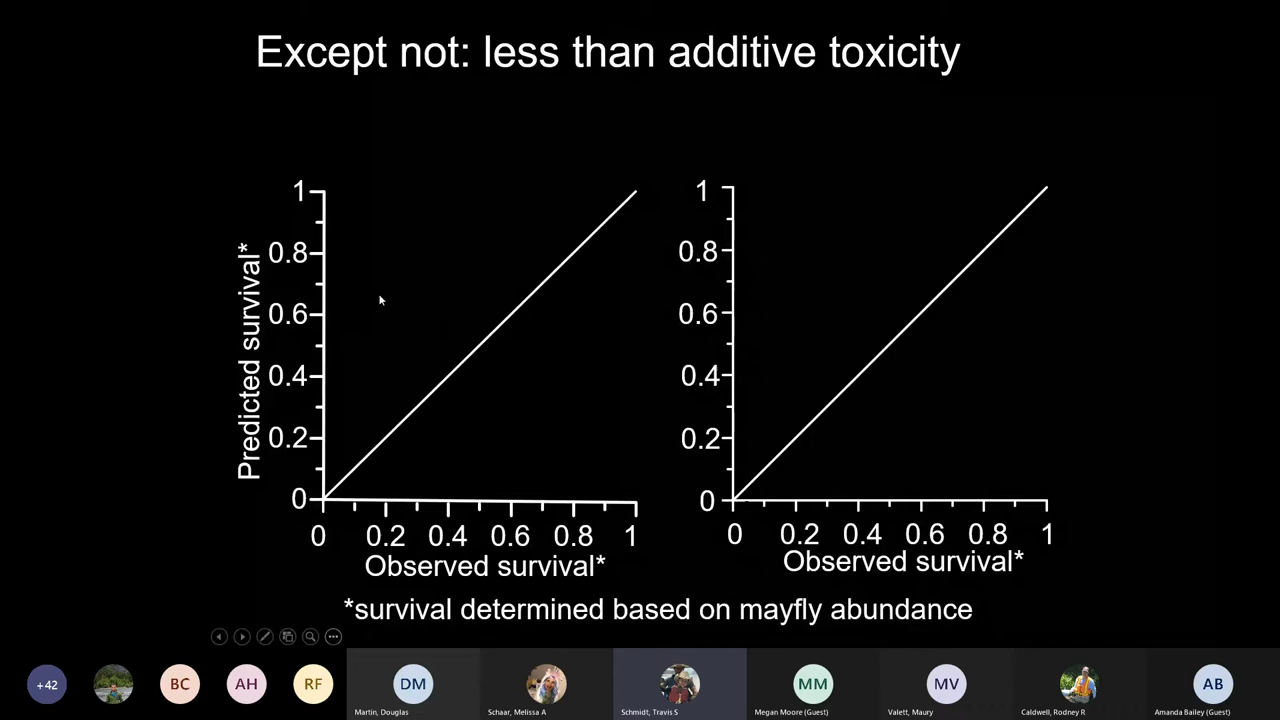 Except not: less than additive toxicity
Predicted survival*
1
0.8
0.6
0.4
0.2
0
0 0.2 0.4 0.6 0.8 1
Observed survival*
1
0.8
0.6
0.4
0.2
0
0 0.2 0.4 0.6 0.8 1
Observed survival*
*survival determined based on mayfly abundance
+42 BC AH RF DM MM MV AB
Martin, Douglas
Schaar, Melissa A
Schmidt, Travis S
Megan Moore (Guest)
Valett, Maury
Caldwell, Rodney R
Amanda Bailey (Guest)